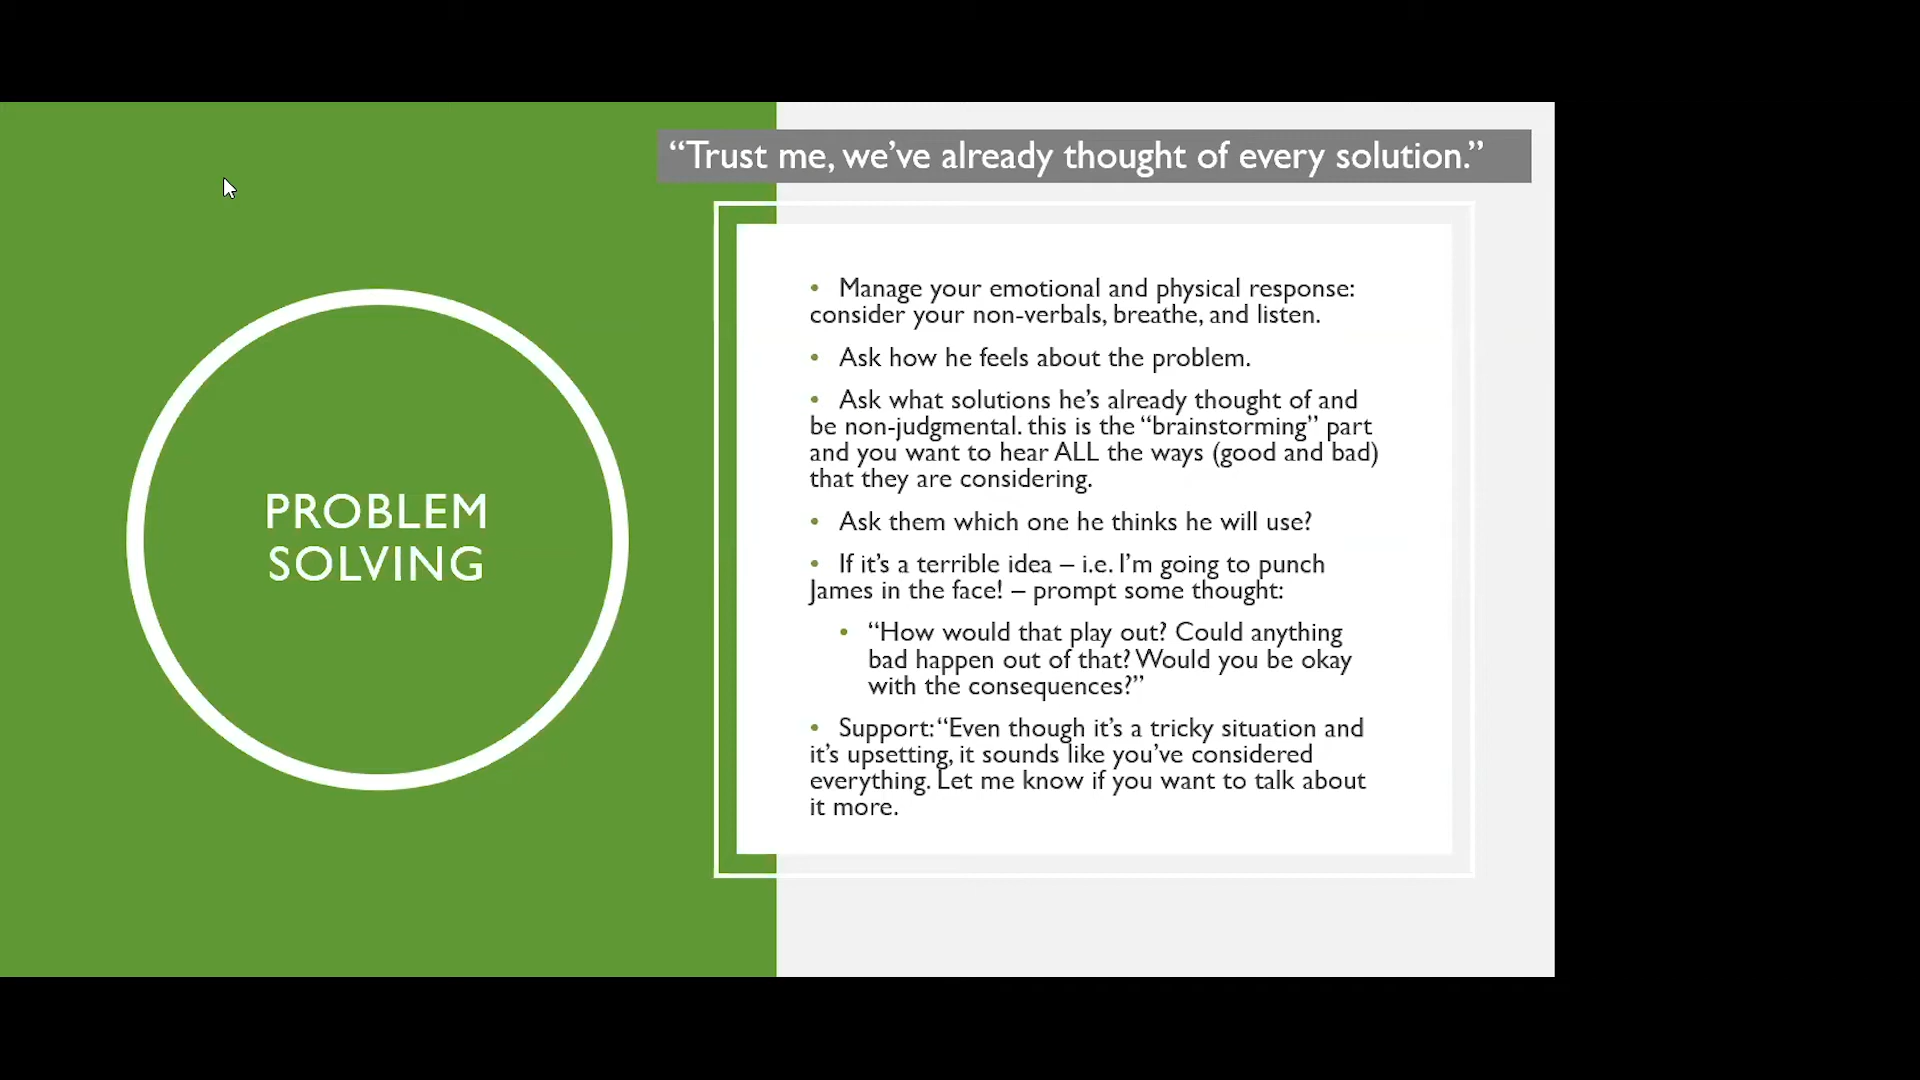 “Trust me, we’ve already thought of every solution.”
PROBLEM
SOLVING
• Manage your emotional and physical response:
consider your non-verbals, breathe, and listen.
• Ask how he feels about the problem.
• Ask what solutions he’s already thought of and
be non-judgmental. this is the “brainstorming” part
and you want to hear ALL the ways (good and bad)
that they are considering.
• Ask them which one he thinks he will use?
• If it’s a terrible idea – i.e. I’m going to punch
James in the face! – prompt some thought:
• “How would that play out? Could anything
bad happen out of that? Would you be okay
with the consequences?”
• Support: “Even though it’s a tricky situation and
it’s upsetting, it sounds like you’ve considered
everything. Let me know if you want to talk about
it more.